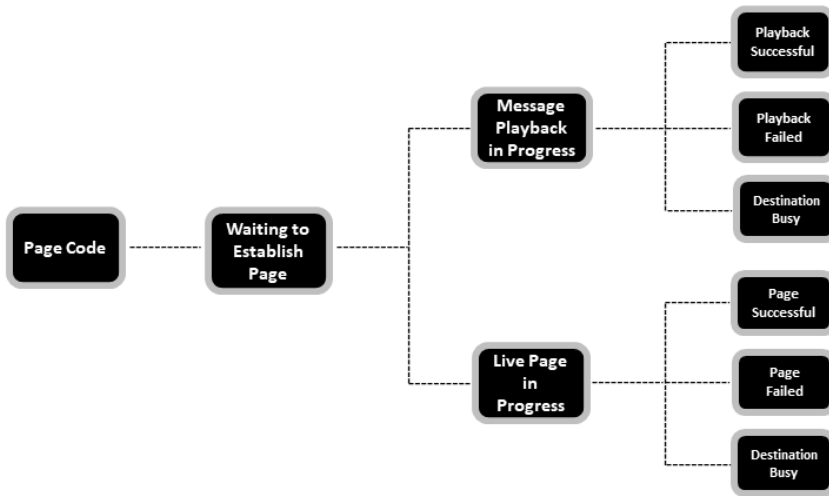 Playback
Successful
Message
Playback
in Progress
Playback
Failed
Destination
Busy
Page Code
Waiting to
Establish
Page
Page
Successful
Live Page
in
Progress
Page
Failed
Destination
Busy